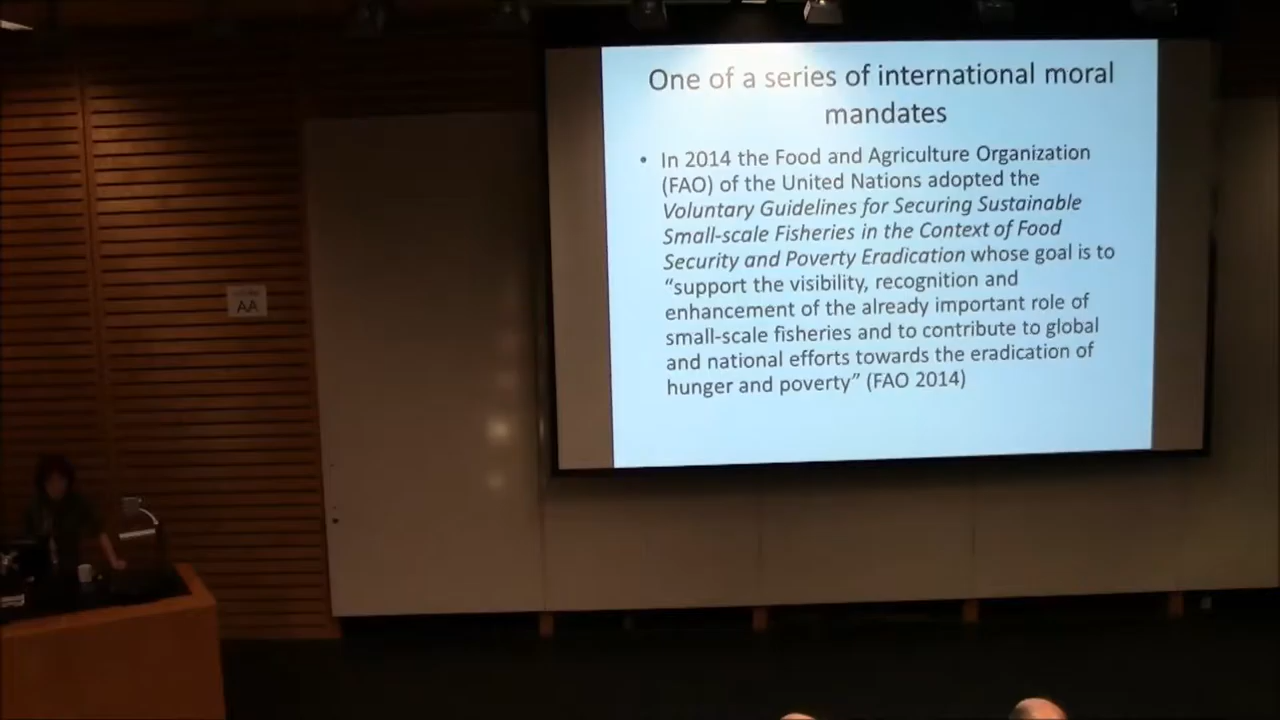 One of a series of international moral
mandates
• In 2014 the Food and Agriculture Organization
(FAO) of the United Nations adopted the
Voluntary Guidelines for Securing Sustainable
Small-scale Fisheries in the Context of Food
Security and Poverty Eradication whose goal is to
“support the visibility, recognition and
enhancement of the already important role of
small-scale fisheries and to contribute to global
and national efforts towards the eradication of
hunger and poverty” (FAO 2014)
AA